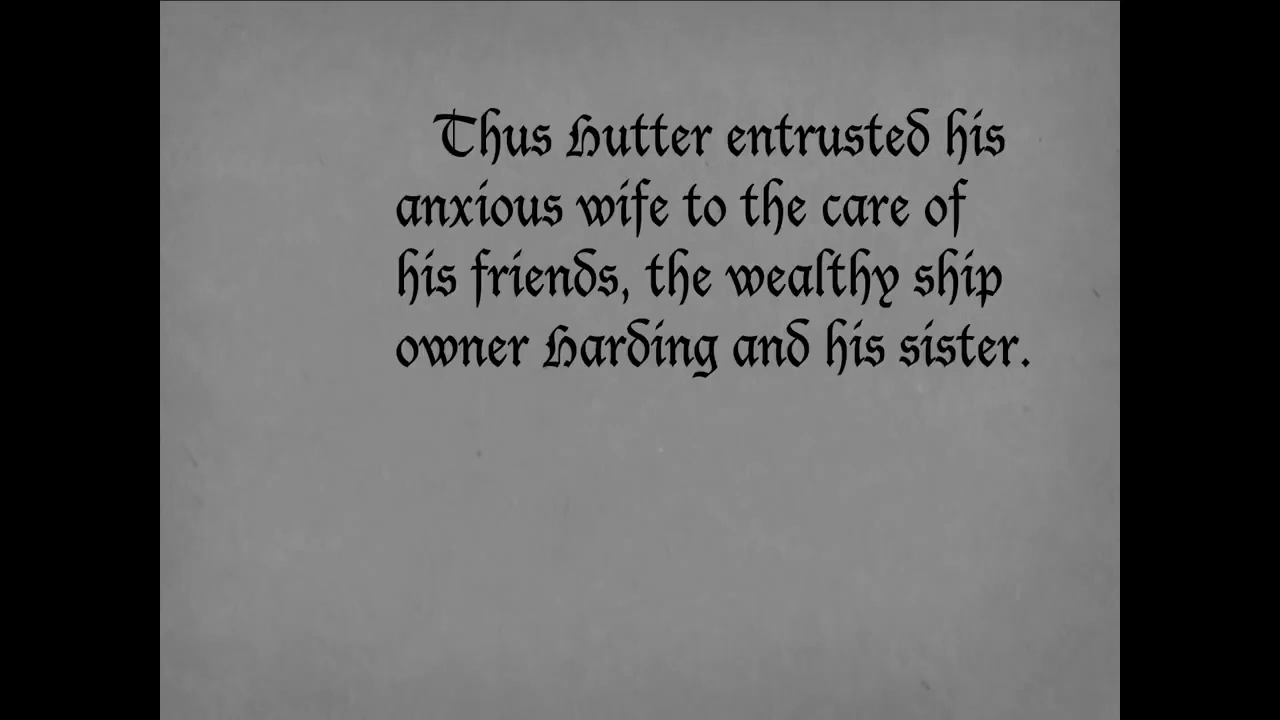 Thus Hutter entrusted his
anxious wife to the care of
his friends, the wealthy ship
owner Harding and his sister.